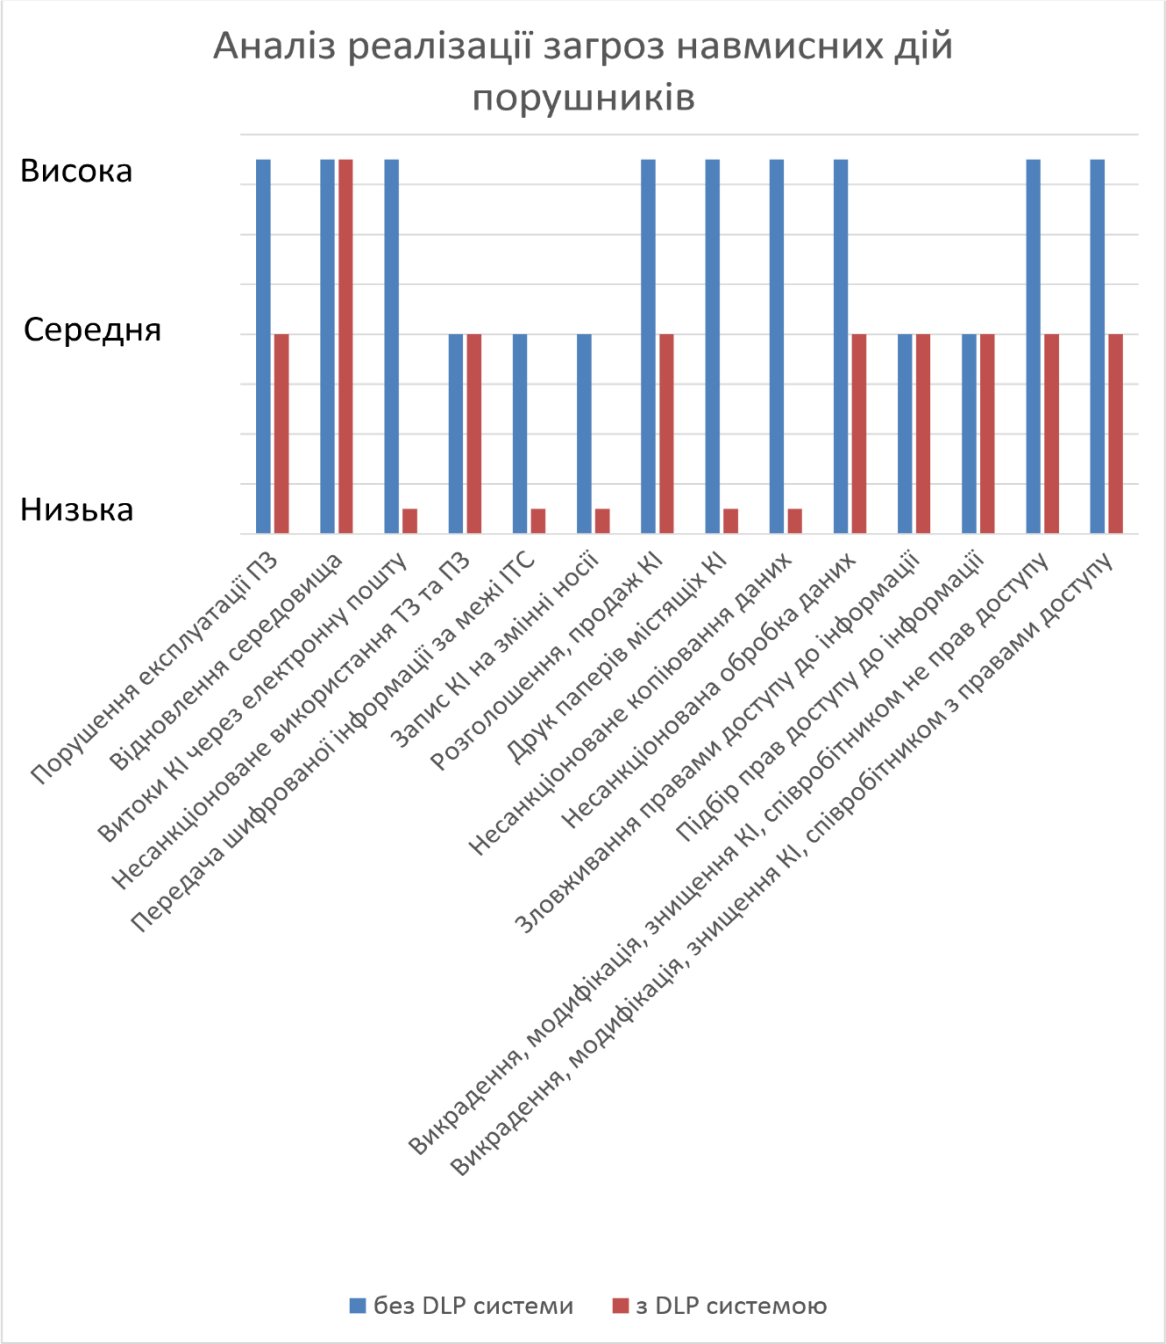 Аналіз реалізації загроз навмисних дій
порушників
Висока
Середня
Низька
Порушення експлуатації ПЗ
Відновлення середовища
Витоки КІ через електронну пошту
Несанкціоноване використання ТЗ та ПЗ
Передача шифрованої інформації за межі ІТС
Запис КІ на змінні носії
Розголошення, продаж КІ
Друк паперів містящіх КІ
Несанкціоноване копіювання даних
Несанкціонована обробка даних
Зловживання правами доступу до інформації
Підбір прав доступу до інформації
Викрадення, модифікація, знищення КІ, співробітником не прав доступу
Викрадення, модифікація, знищення КІ, співробітником з правами доступу
без DLP системи
з DLP системою